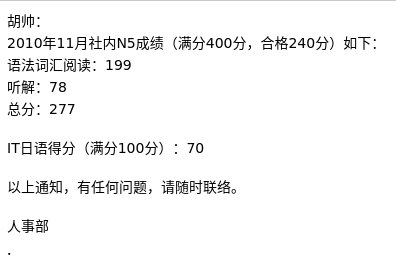 胡帅：
2010年11月社内N5成绩（满分400分，合格240分）如下：
语法词汇阅读：199
听解：78
总分：277
IT日语得分（满分100分）：70
以上通知，有任何问题，请随时联络。
人事部
.